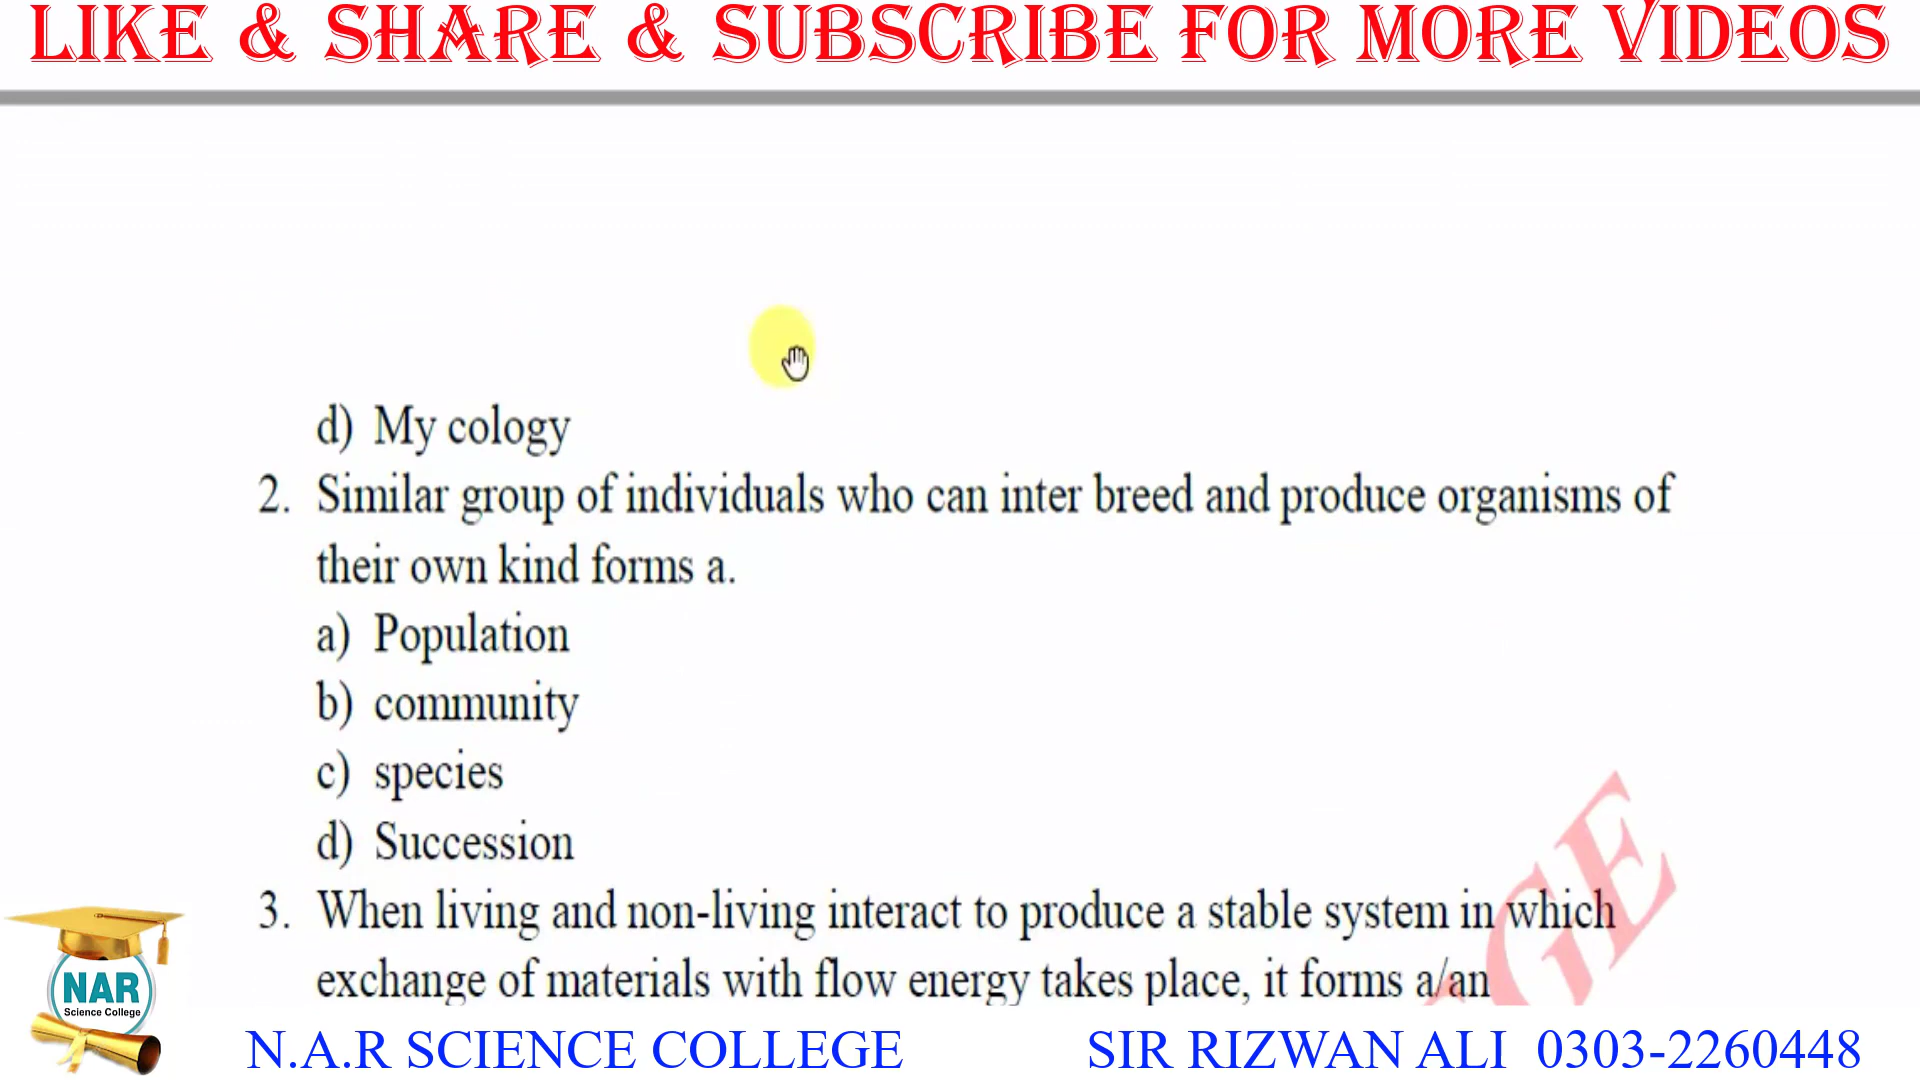 LIKE & SHARE & SUBSCRIBE FOR MORE VIDEOS
d) My cology
2. Similar group of individuals who can inter breed and produce organisms of
their own kind forms a.
a) Population
b) community
c) species
d) Succession
3. When living and non-living interact to produce a stable system in which
exchange of materials with flow energy takes place, it forms a/an
GE
NAR
Science College
N.A.R SCIENCE COLLEGE SIR RIZWAN ALI 0303-2260448